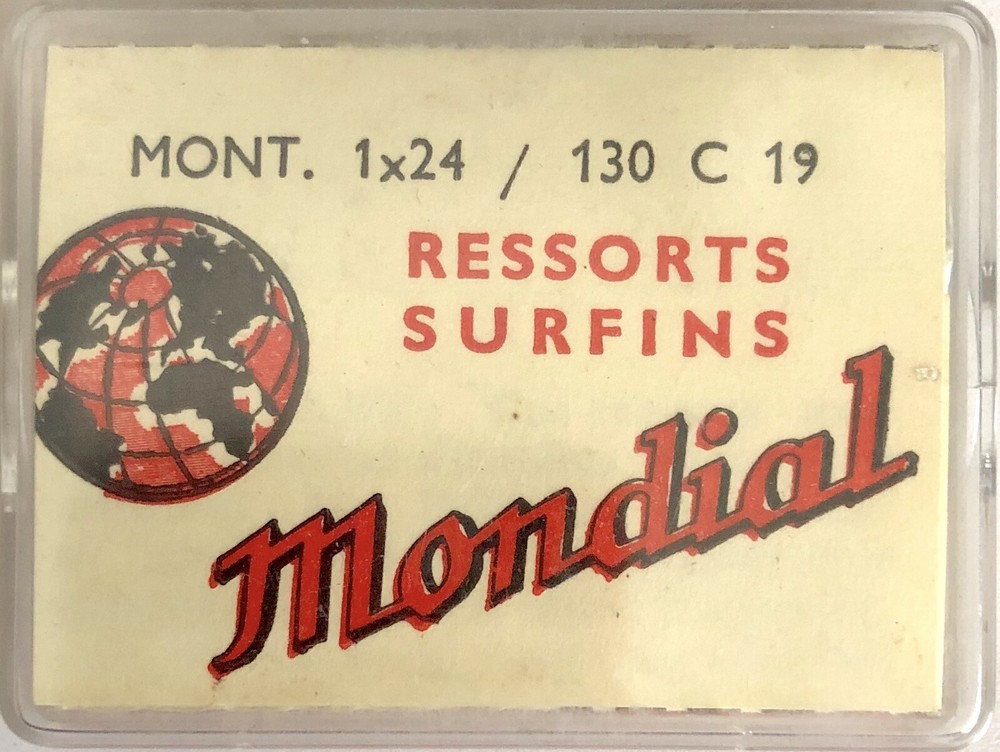 MONT. 1x24 / 130 C 19
RESSORTS
SURFINS
Mondial